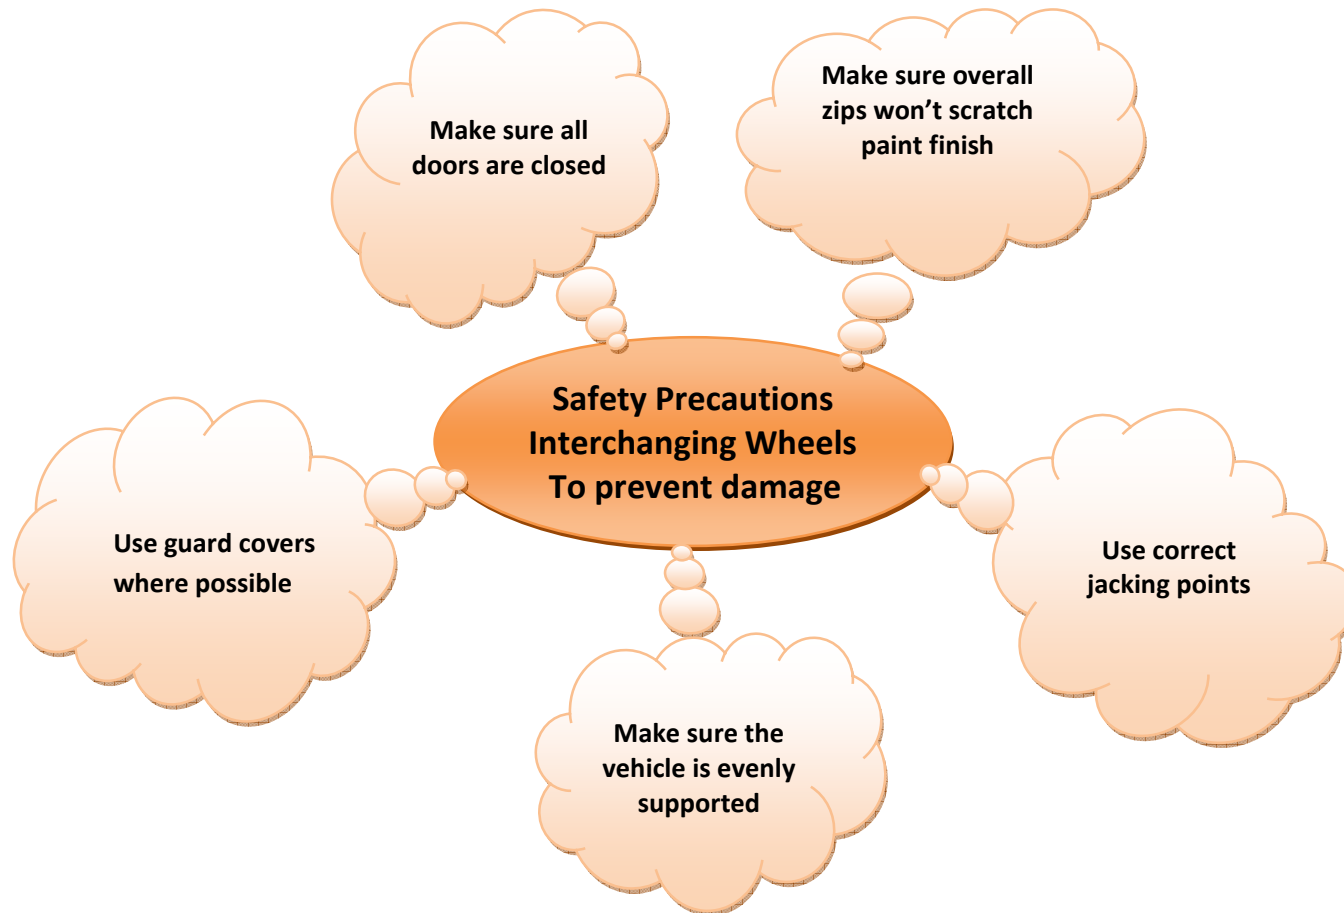 Make sure all
doors are closed
Make sure overall
zips won’t scratch
paint finish
Safety Precautions
Interchanging Wheels
To prevent damage
Use guard covers
where possible
Use correct
jacking points
Make sure the
vehicle is evenly
supported